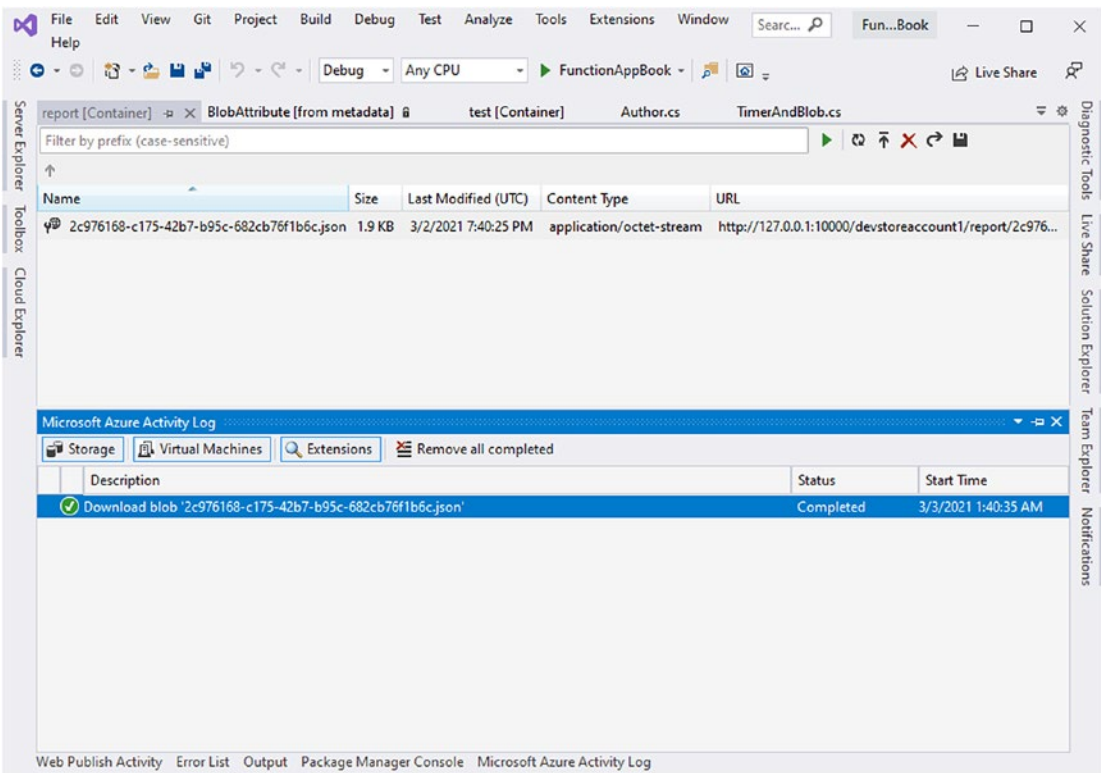 File Edit View Git Project Build Debug Test Analyze Tools Extensions Window Searc... Fun...Book
Help
Debug Any CPU FunctionAppBook Live Share
report [Container] BlobAttribute [from metadata] test [Container] Author.cs TimerAndBlob.cs
Filter by prefix (case-sensitive)
Name Size Last Modified (UTC) Content Type URL
2c976168-c175-42b7-b95c-682cb76f1b6c.json 1.9 KB 3/2/2021 7:40:25 PM application/octet-stream http://127.0.0.1:10000/devstoreaccount1/report/2c976...
Server Explorer
Toolbox
Cloud Explorer
Microsoft Azure Activity Log
Storage Virtual Machines Extensions Remove all completed
Description Status Start Time
Download blob '2c976168-c175-42b7-b95c-682cb76f1b6c.json' Completed 3/3/2021 1:40:35 AM
Diagnostic Tools
Live Share
Solution Explorer
Team Explorer
Notifications
Web Publish Activity Error List Output Package Manager Console Microsoft Azure Activity Log